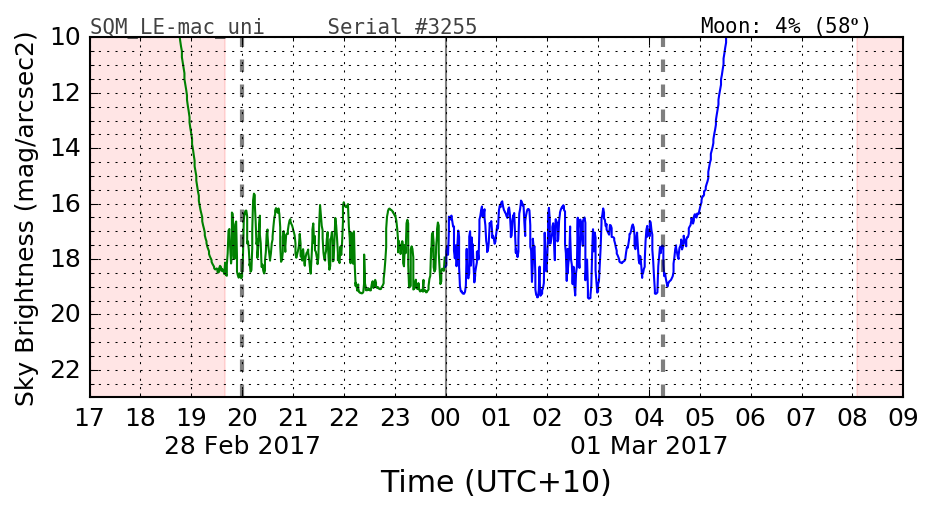 SQM_LE-mac_uni Serial #3255 Moon: 4% (58°)
Sky Brightness (mag/arcsec2)
10
12
14
16
18
20
22
17 18 19 20 21 22 23 00 01 02 03 04 05 06 07 08 09
28 Feb 2017 01 Mar 2017
Time (UTC+10)